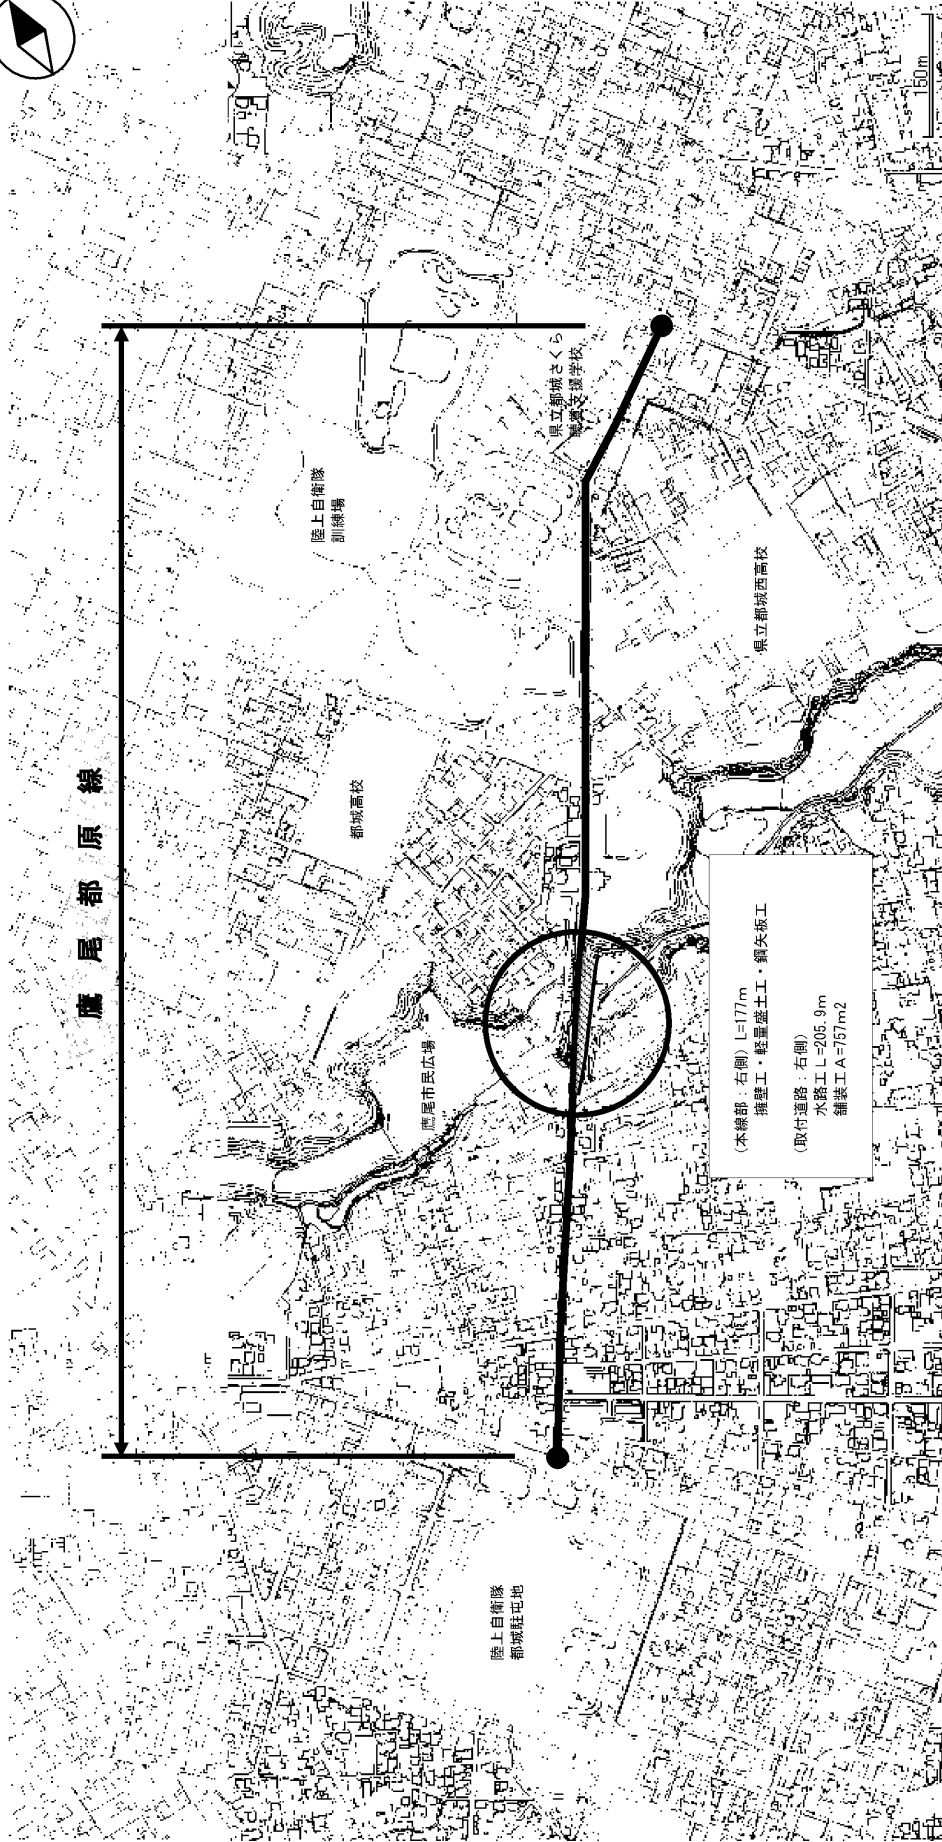 鷹尾都原線
陸上自衛隊
都城駐屯地
鷹尾市民広場
都城高校
陸上自衛隊
訓練場
県立都城さくら
聴覚支援学校
県立都城西高校
(本線部 右側) L=177m
擁壁工・軽量盛土工・鋼矢板工
(取付道路 右側)
水路工 L=205.9m
舗装工 A=757m2
150m